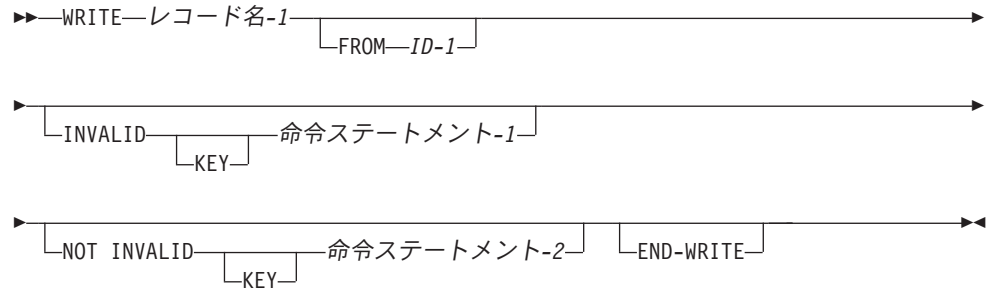 WRITE レコード名-1
FROM ID-1
INVALID 命令ステートメント-1
KEY
NOT INVALID 命令ステートメント-2 END-WRITE
KEY